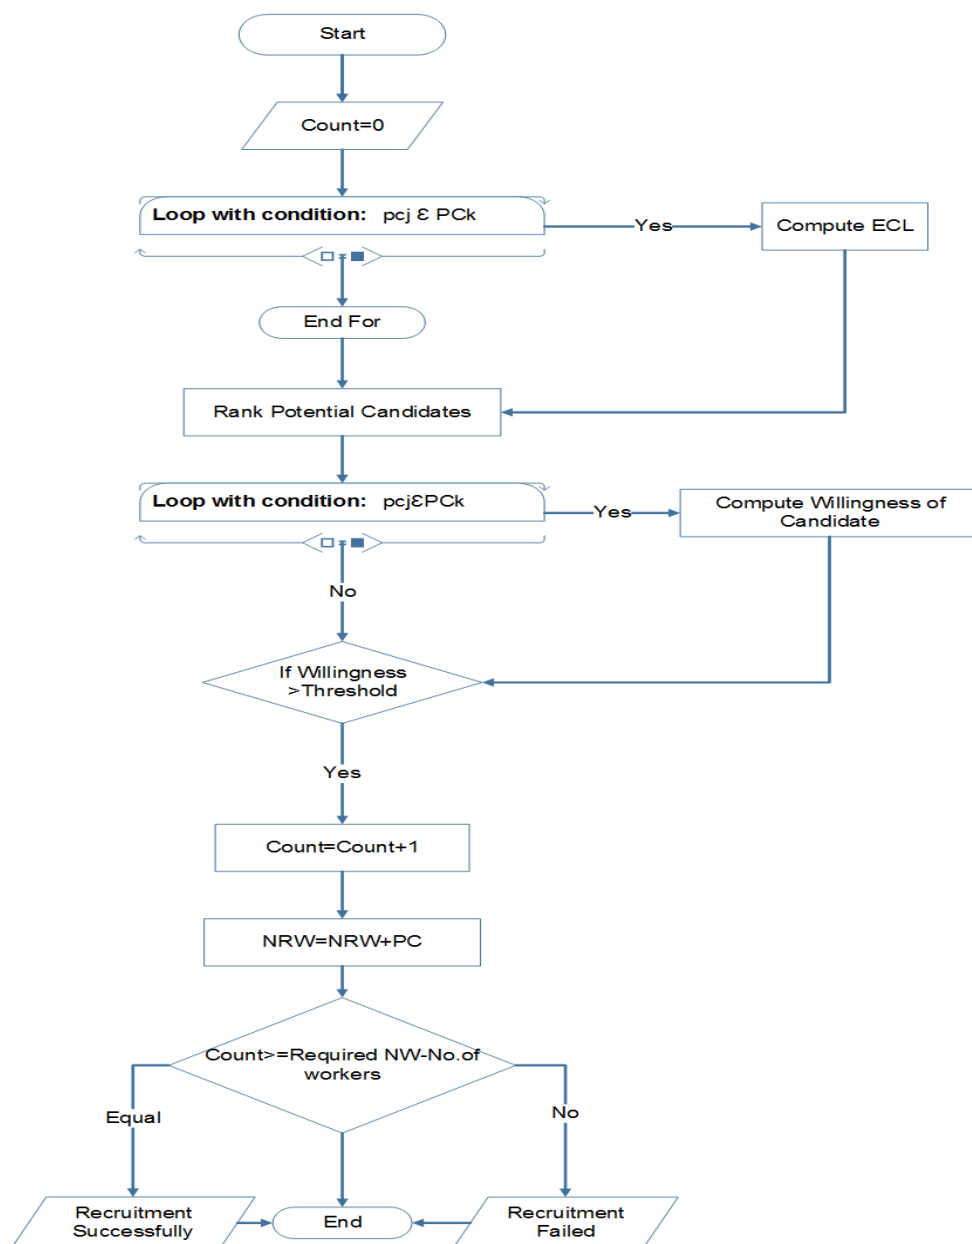 Start
Count=0
Loop with condition: pcj Ɛ PCk
Yes
Compute ECL
End For
Rank Potential Candidates
Loop with condition: pcjƐPCk
Yes
Compute Willingness of
Candidate
No
If Willingness
>Threshold
Yes
Count=Count+1
NRW=NRW+PC
Count>=Required NW-No.of
workers
Equal
No
Recruitment
Successfully
End
Recruitment
Failed